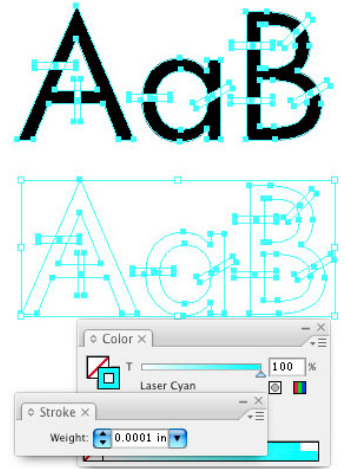 AaB
AaB
Color ×
T 100 %
Laser Cyan
Stroke ×
Weight: 0.0001 in